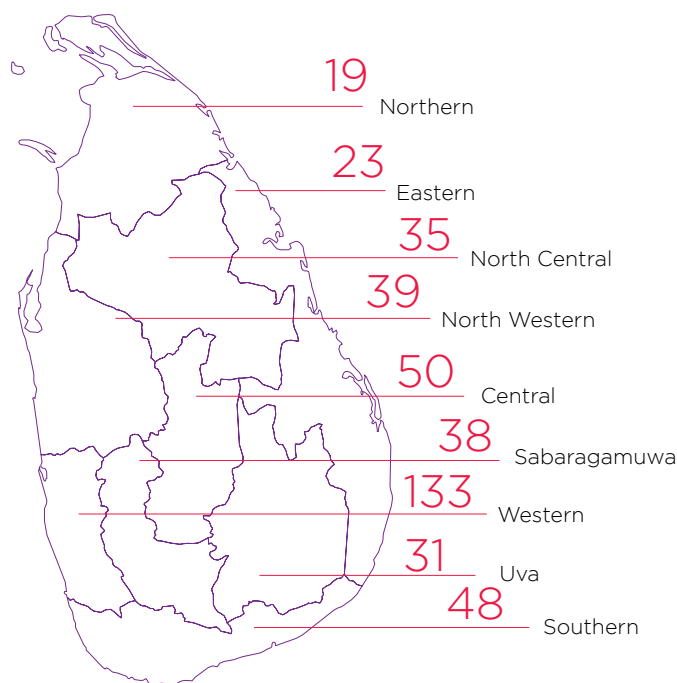 19
Northern
23
Eastern
35
North Central
39
North Western
50
Central
38
Sabaragamuwa
133
Western
31
Uva
48
Southern